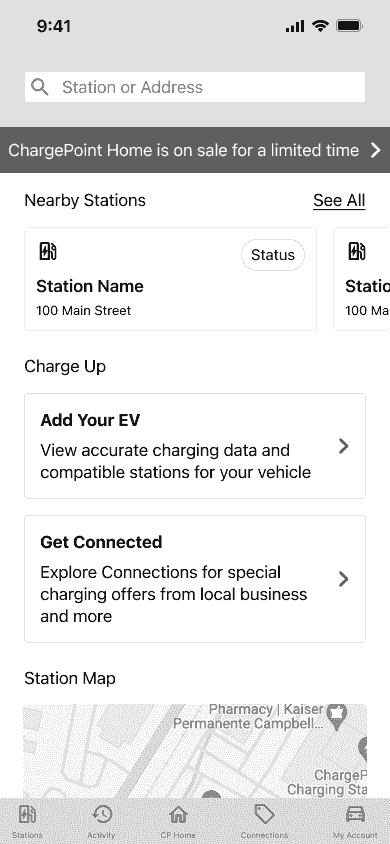 9:41
Station or Address
ChargePoint Home is on sale for a limited time
Nearby Stations
See All
Status
Station Name
100 Main Street
Statio
100 Ma
Charge Up
Add Your EV
View accurate charging data and
compatible stations for your vehicle
Get Connected
Explore Connections for special
charging offers from local business
and more
Station Map
Pharmacy | Kaiser
Permanente Campbell...
ChargeP
Charging Sta
Stations
Activity
CP Home
Connections
My Account